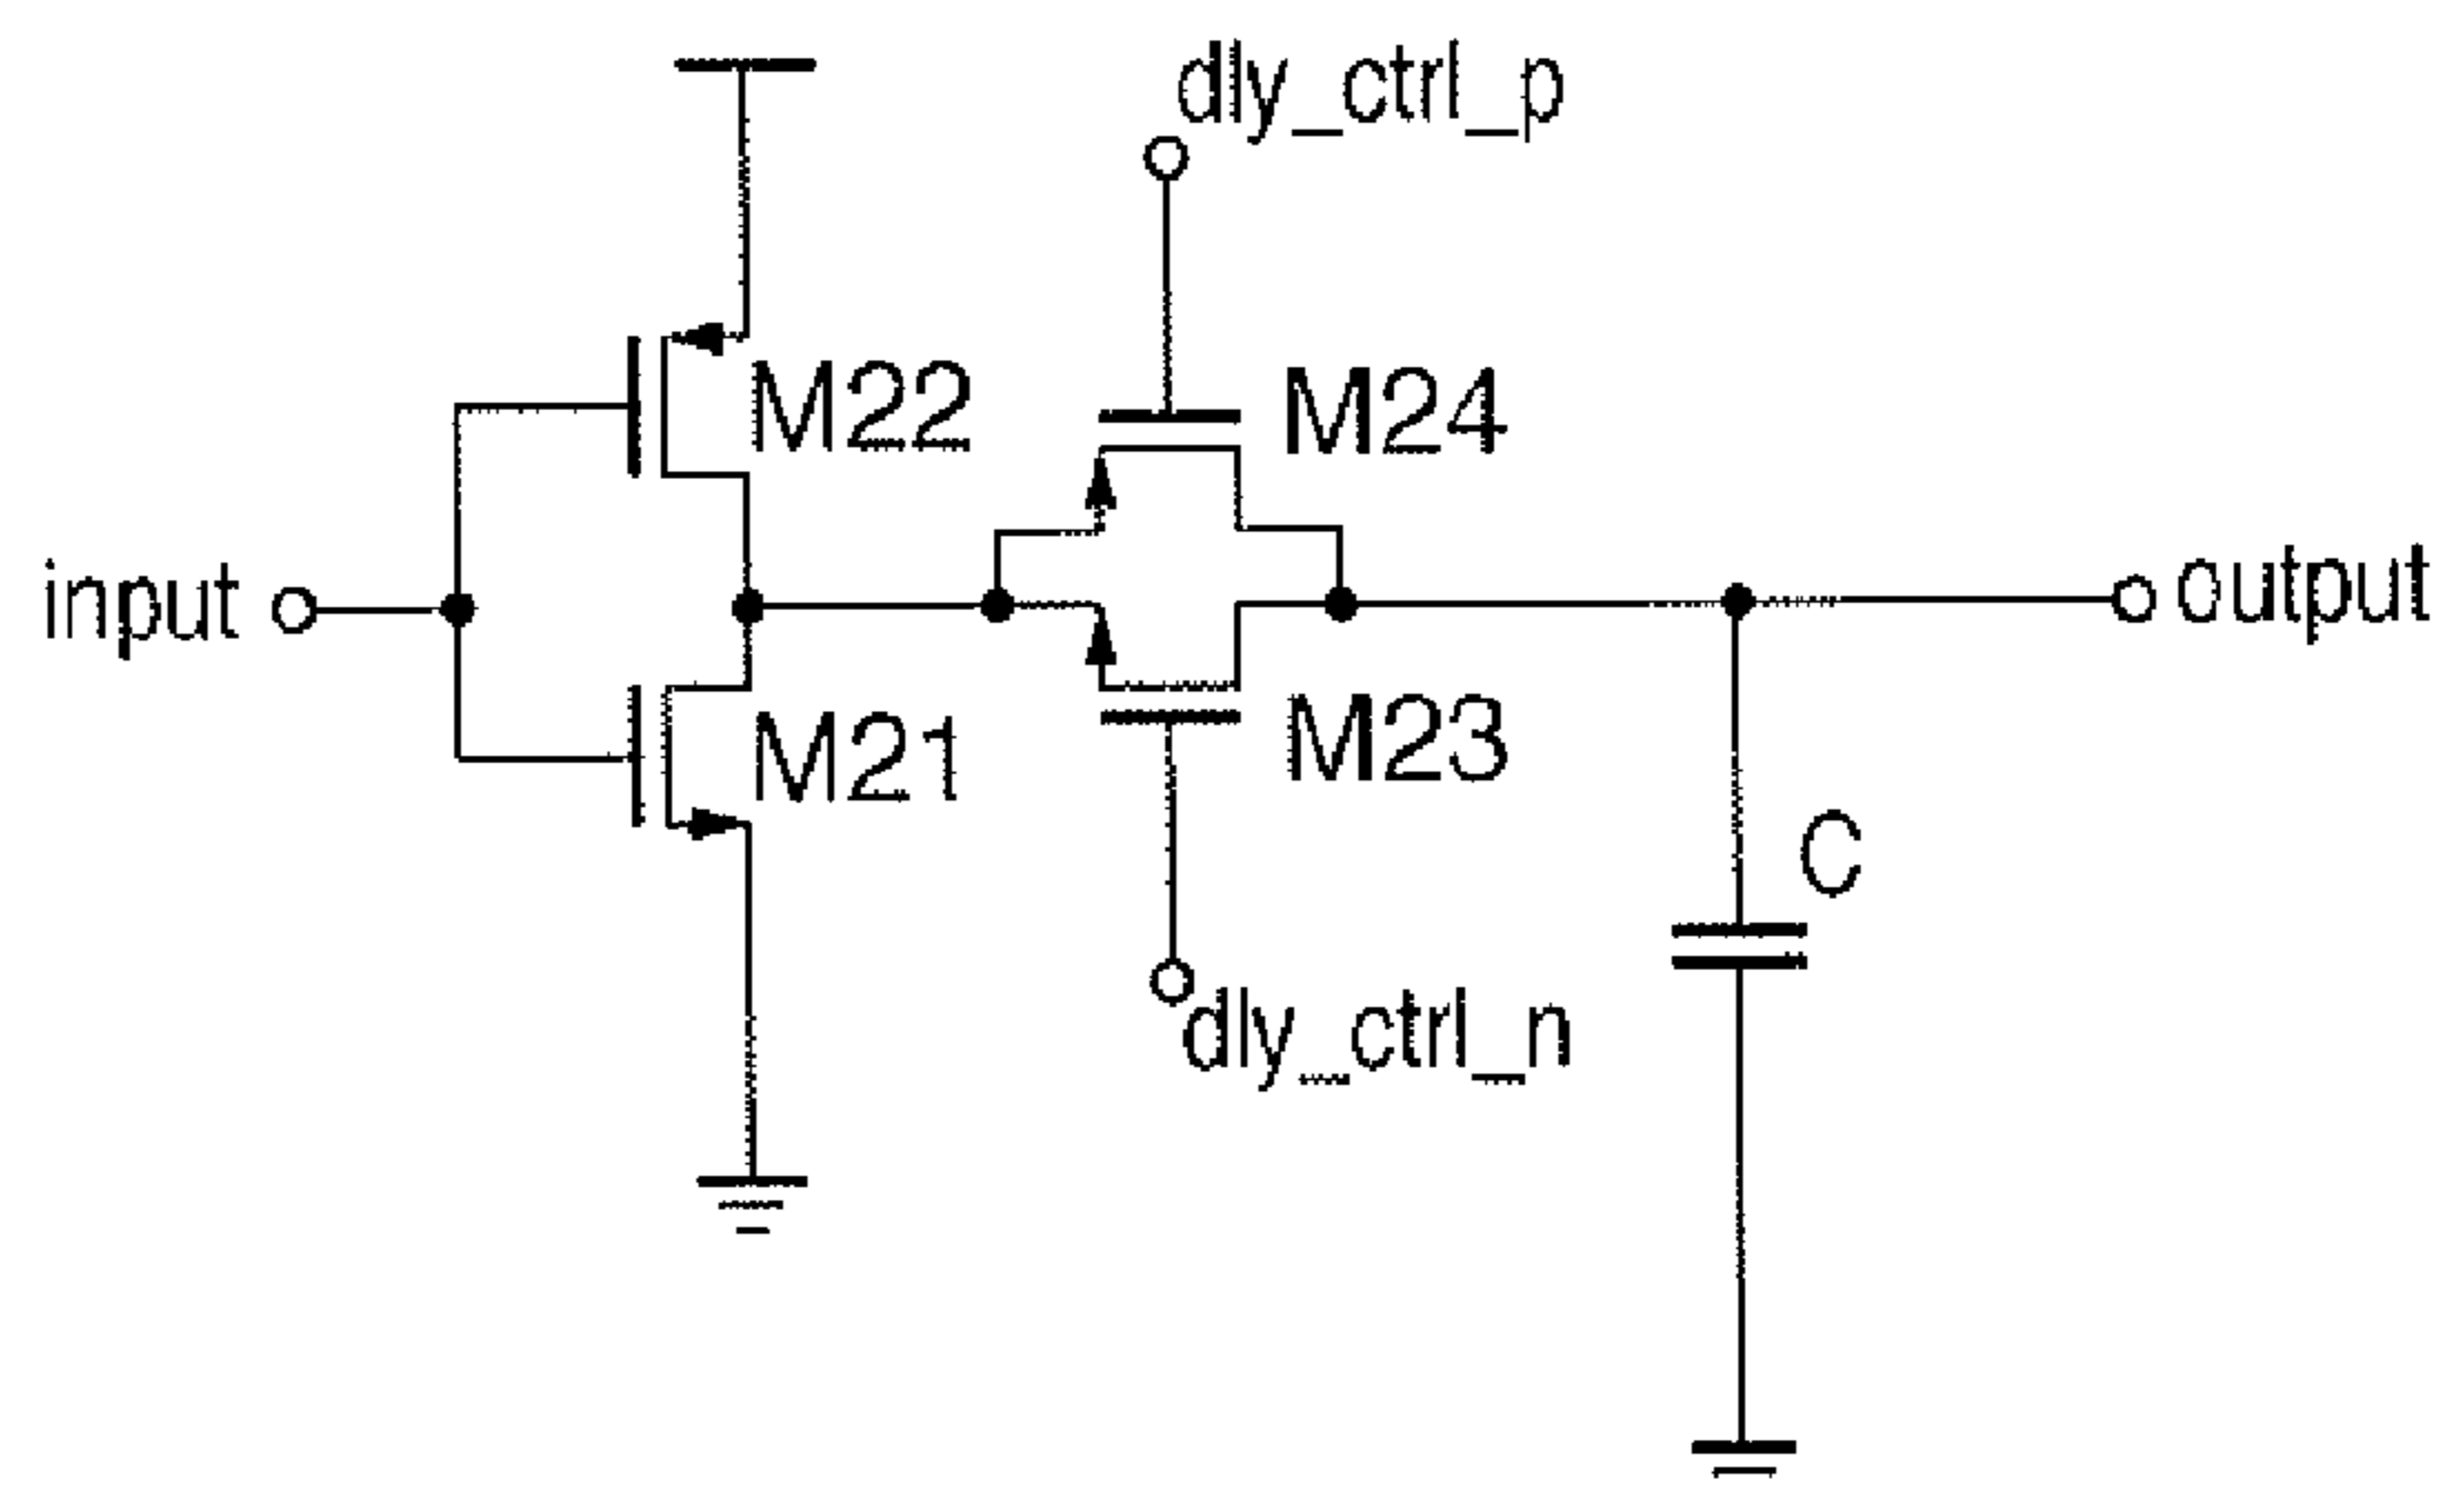 dly_ctrl_p
M22
M24
input
output
M21
M23
C
dly_ctrl_n